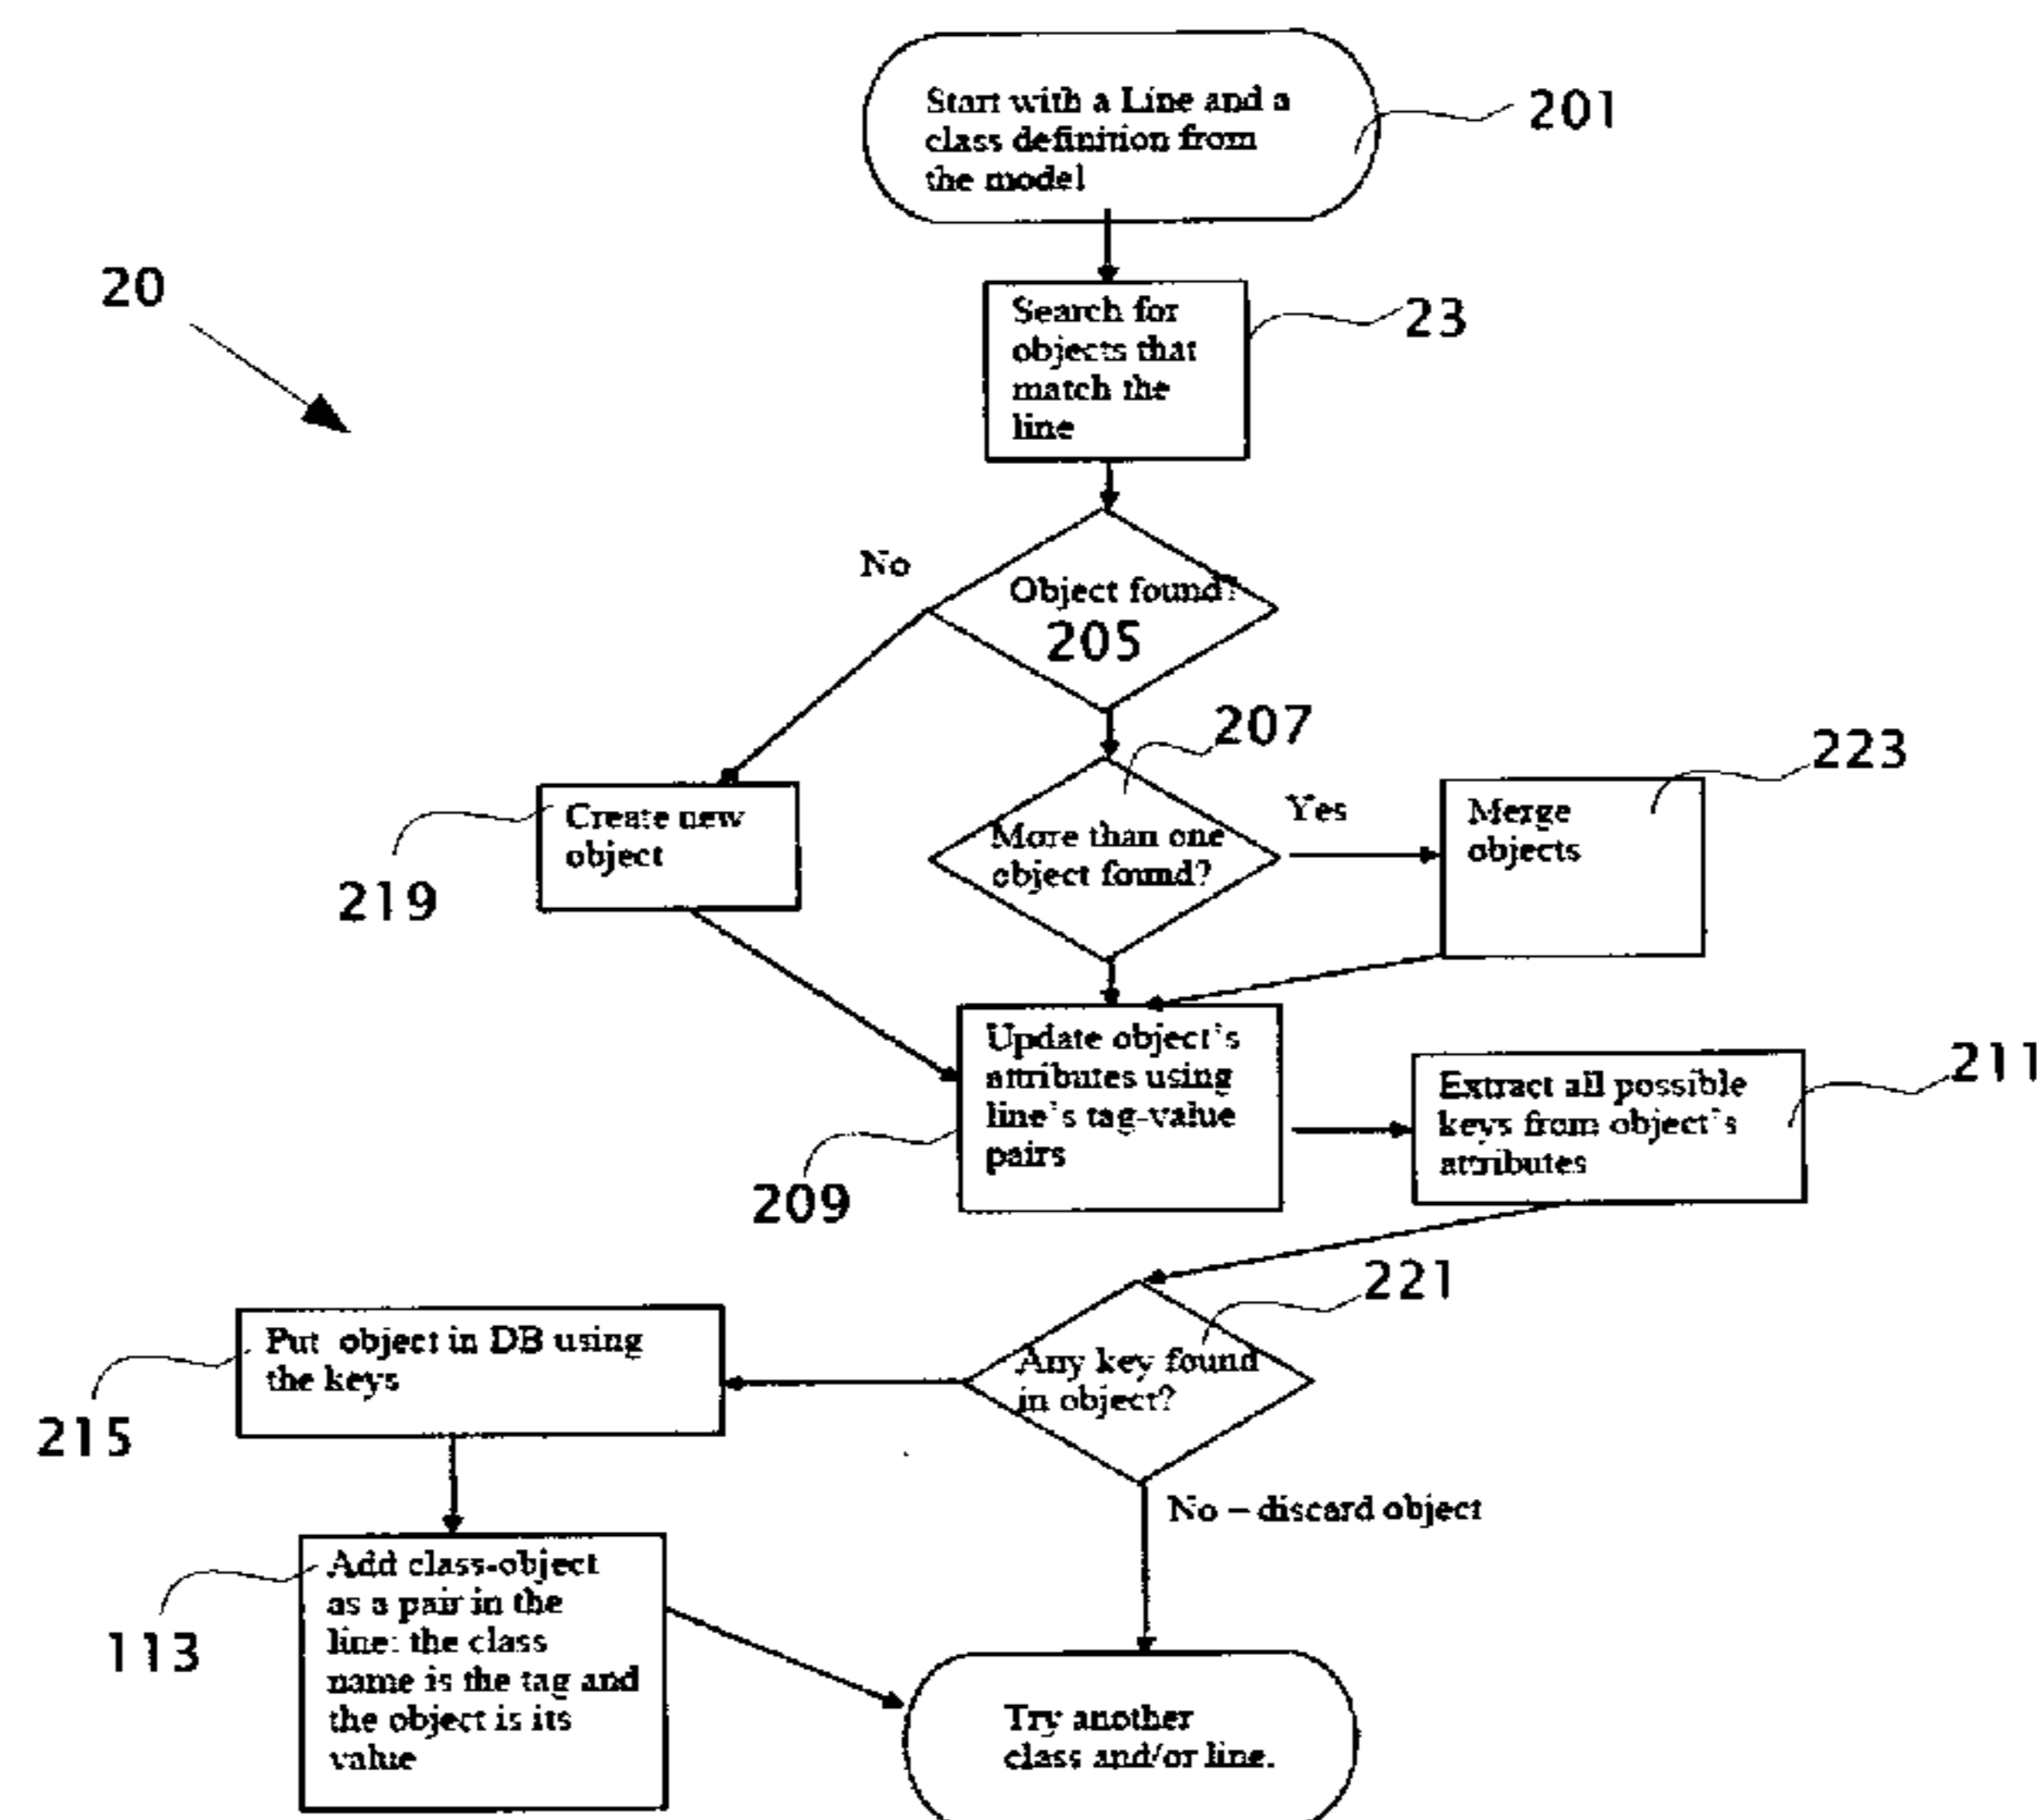 Start with a Line and a
class definition from
the model
201
20
Search for
objects that
match the
line
23
No
Object found?
205
207
223
Create new
object
219
More than one
object found?
Yes
Merge
objects
Update object's
attributes using
line's tag-value
pairs
209
Extract all possible
keys from object's
attributes
211
221
Put object in DB using
the keys
215
Any key found
in object?
No – discard object
Add class-object
as a pair in the
line: the class
name is the tag and
the object is its
value
113
Try another
class and/or line.